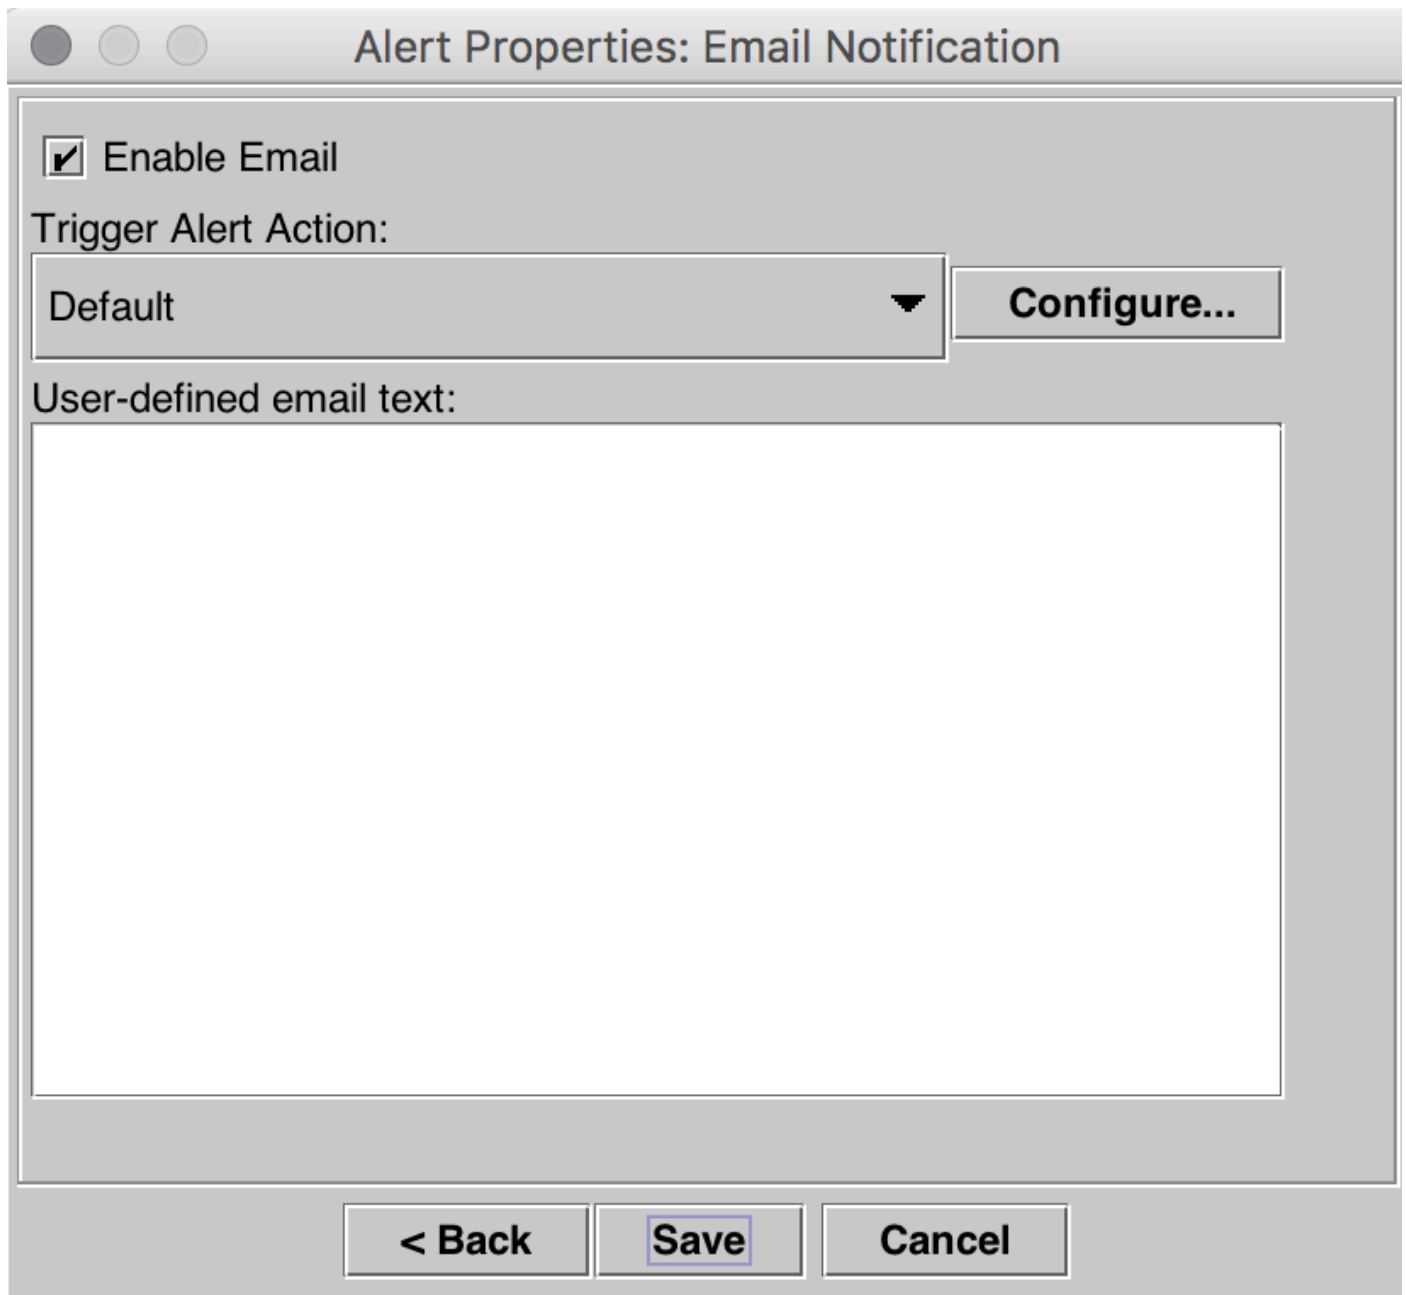 Alert Properties: Email Notification
Enable Email
Trigger Alert Action:
Default
Configure...
User-defined email text:
< Back
Save
Cancel